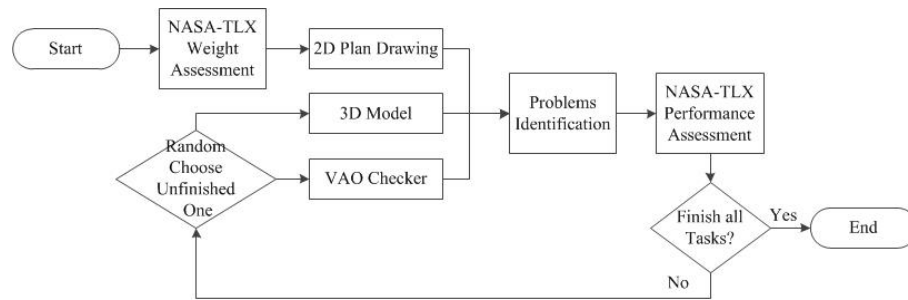 Start
NASA-TLX
Weight
Assessment
2D Plan Drawing
3D Model
VAO Checker
Random
Choose
Unfinished
One
Problems
Identification
NASA-TLX
Performance
Assessment
Finish all
Tasks?
Yes
End
No